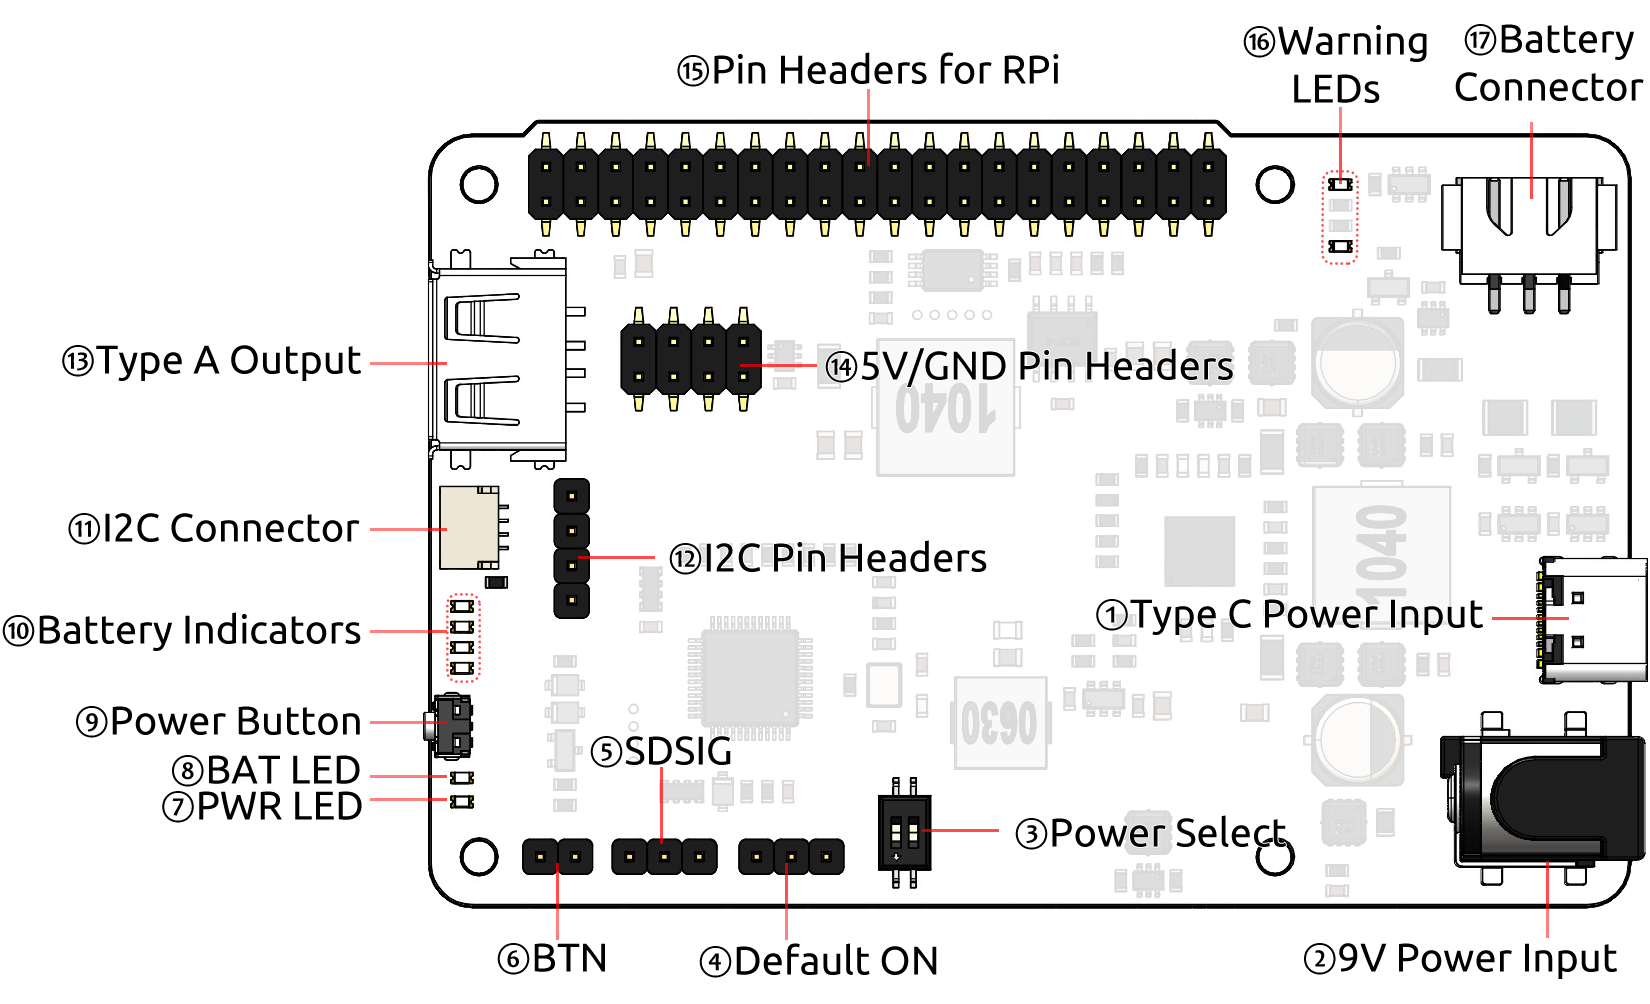 ⑯Warning
LEDs
⑰Battery
Connector
⑮Pin Headers for RPi
⑬Type A Output
⑭5V/GND Pin Headers
1040
⑪I2C Connector
⑫I2C Pin Headers
1040
①Type C Power Input
⑩Battery Indicators
⑨Power Button
⑤SDSIG
0630
⑧BAT LED
⑦PWR LED
③Power Select
⑥BTN
④Default ON
②9V Power Input